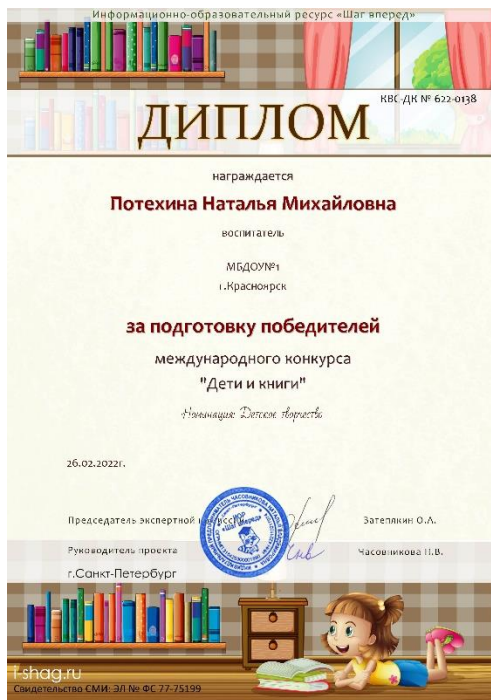 Информационно-образовательный ресурс «Шаг вперед»
КВС-ДК № 622-0138
ДИПЛОМ
награждается
Потехина Наталья Михайловна
воспитатель
МБДОУ№1
г.Красноярск
за подготовку победителей
международного конкурса
"Дети и книги"
Номинация: Детское творчество
26.02.2022г.
Председатель экспертной комиссии Затепякин О.А.
Руководитель проекта Часовникова Н.В.
г.Санкт-Петербург
i-shag.ru
Свидетельство СМИ: ЭЛ № ФС 77-75199